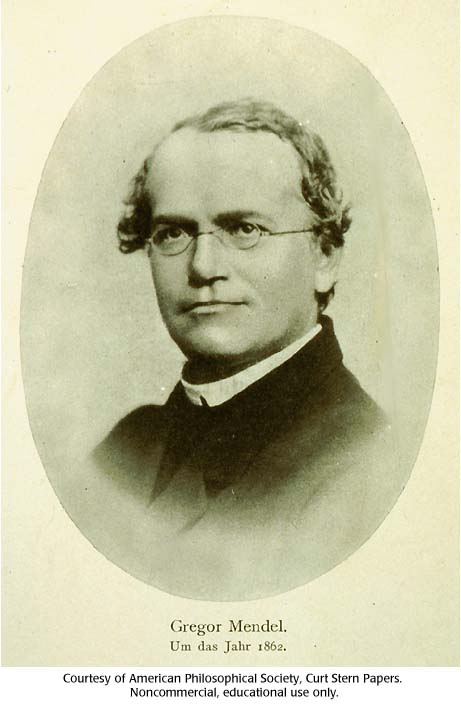 Gregor Mendel.
Um das Jahr 1862.
Courtesy of American Philosophical Society, Curt Stern Papers.
Noncommercial, educational use only.